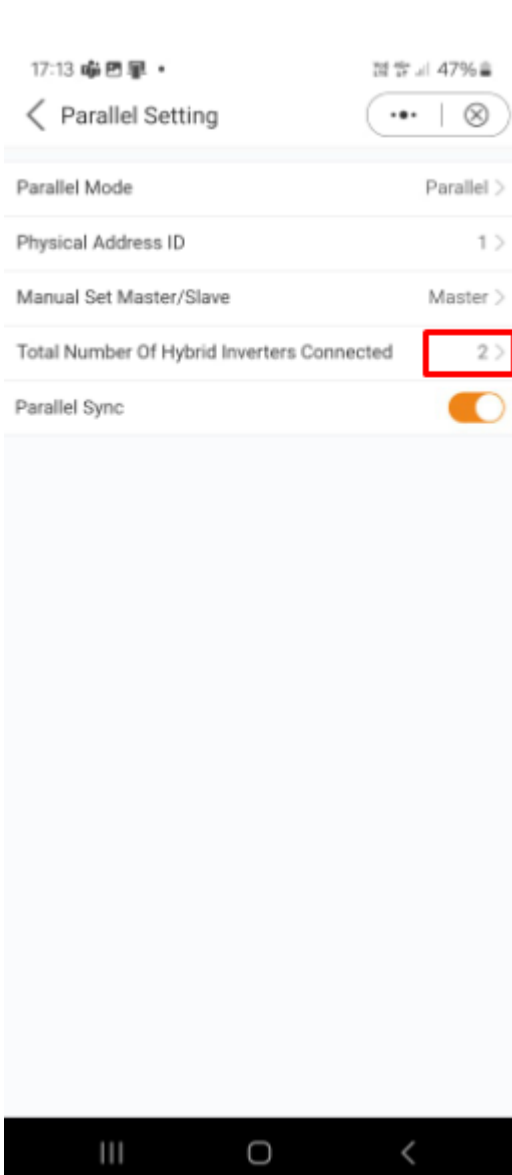 17:13
47%
Parallel Setting
Parallel Mode Parallel
Physical Address ID 1
Manual Set Master/Slave Master
Total Number Of Hybrid Inverters Connected 2
Parallel Sync